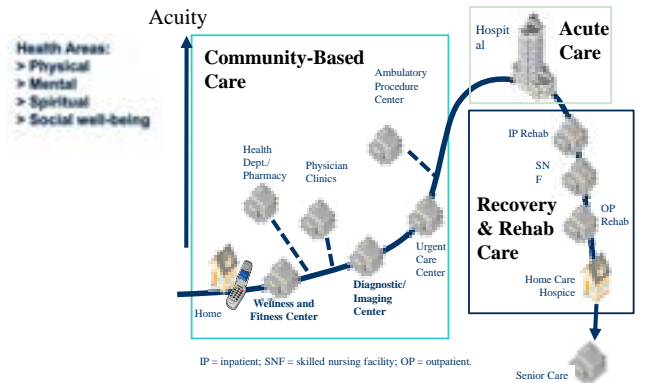 Acuity
Health Areas:
> Physical
> Mental
> Spiritual
> Social well-being
Community-Based
Care
Ambulatory
Procedure
Center
Health
Dept./
Pharmacy
Physician
Clinics
Urgent
Care
Center
Diagnostic/
Imaging
Center
Wellness and
Fitness Center
Home
Hospit
al
Acute
Care
IP Rehab
SN
F
OP
Rehab
Recovery
& Rehab
Care
Home Care
Hospice
Senior Care
IP = inpatient; SNF = skilled nursing facility; OP = outpatient.